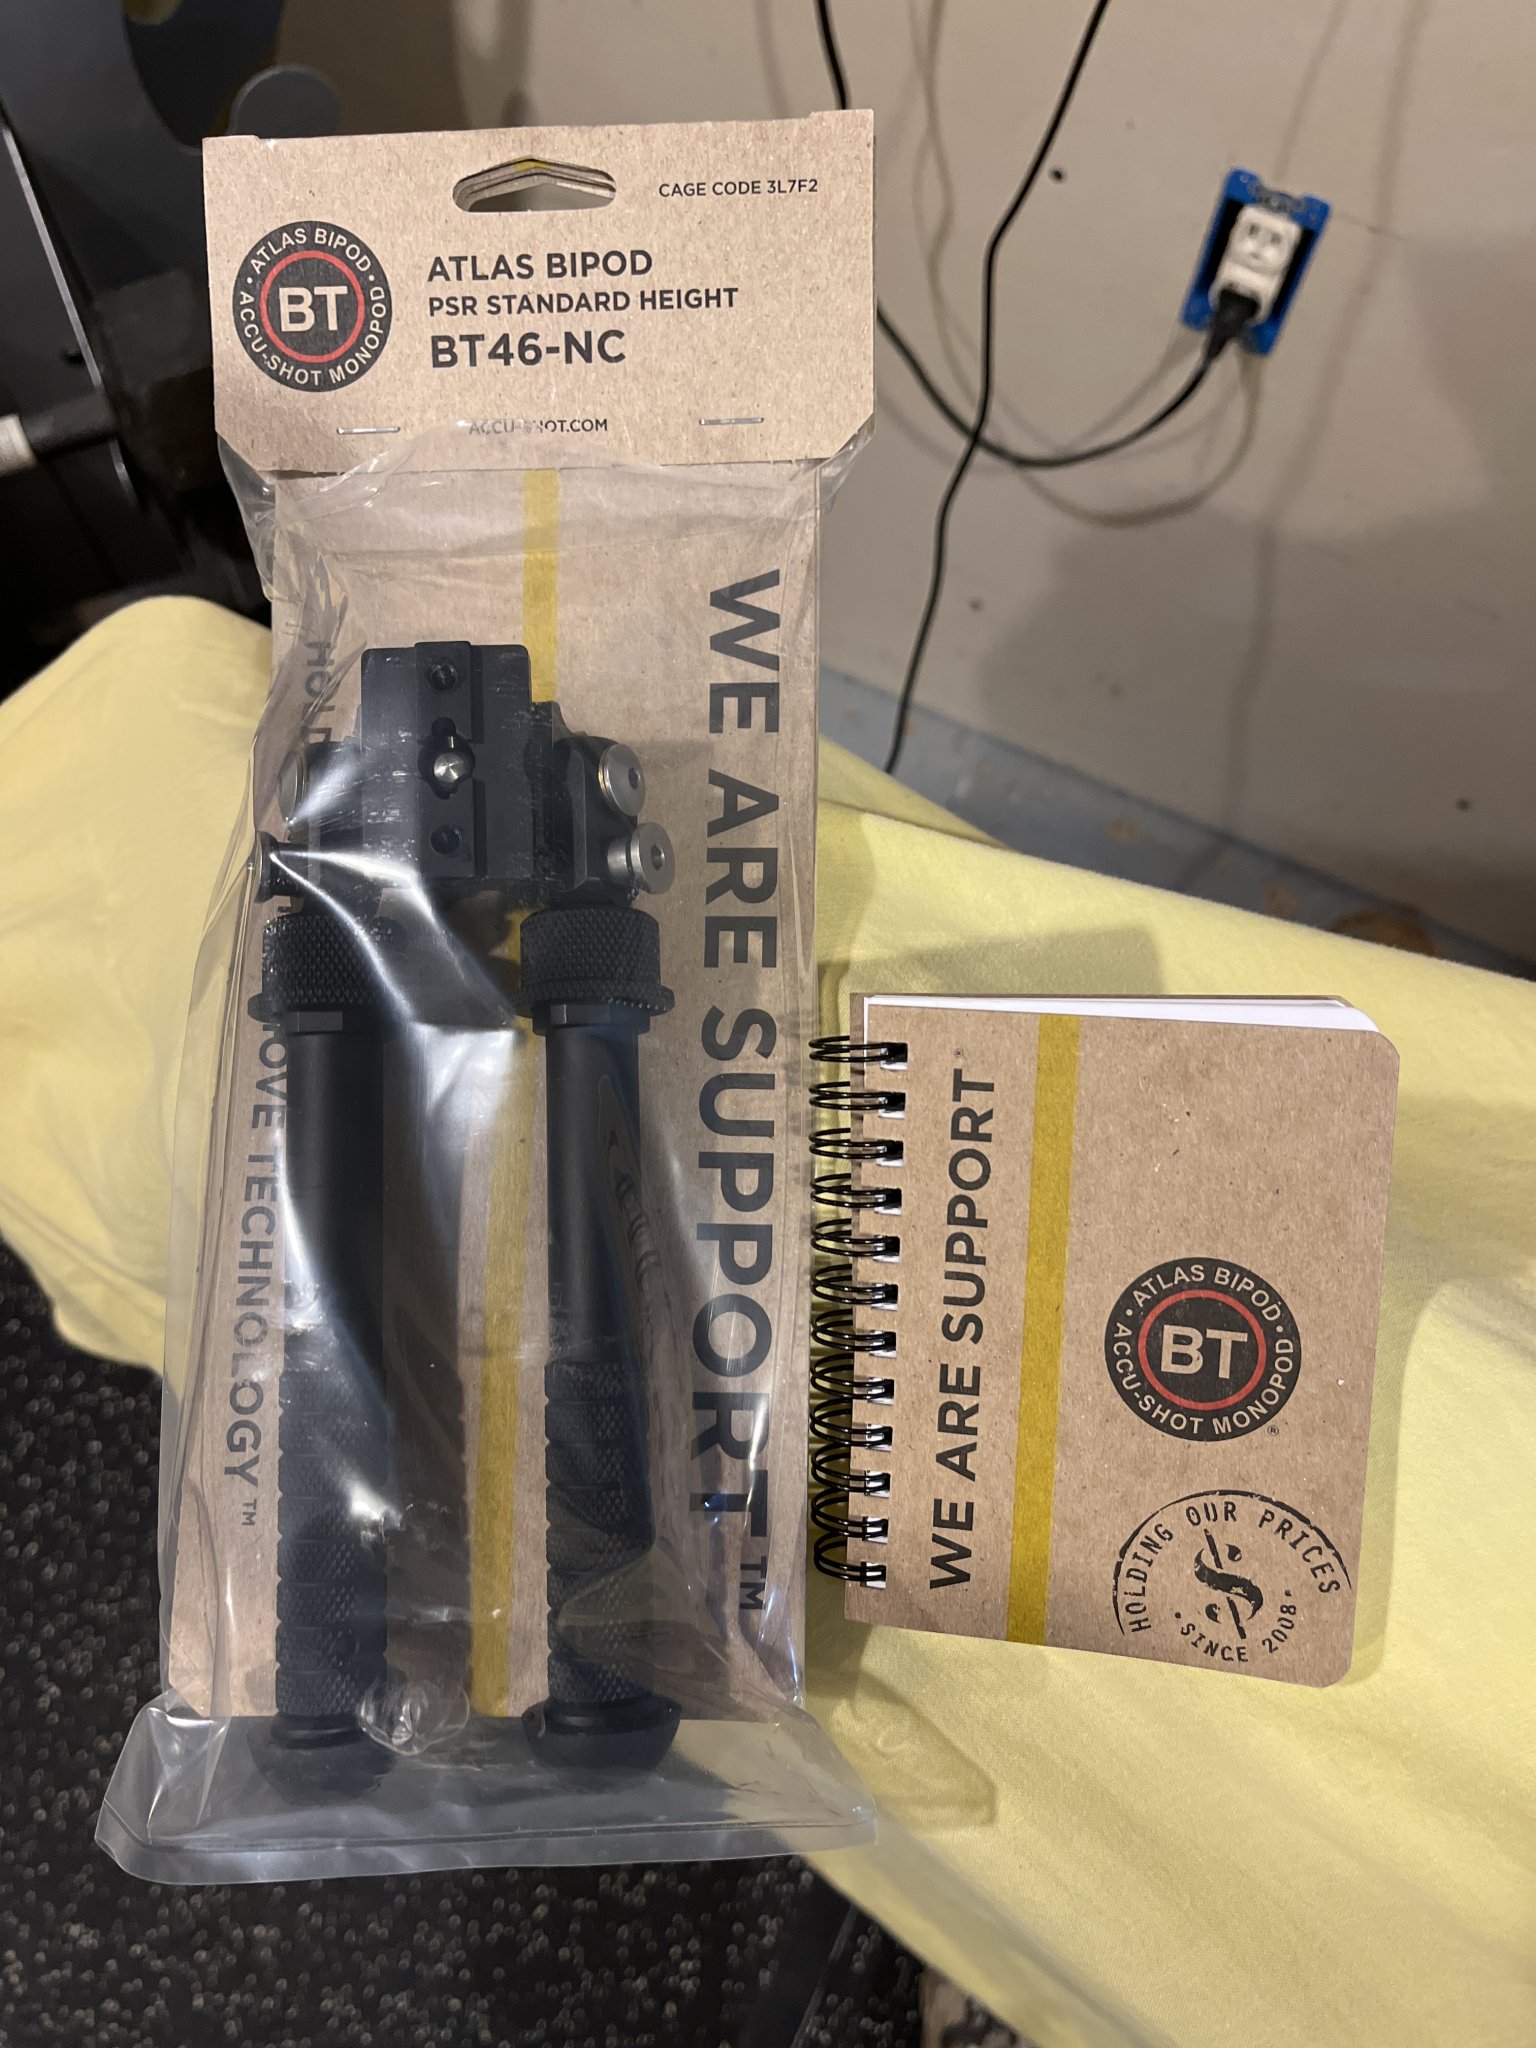 CAGE CODE 3L7F2
ATLAS BIPOD
PSR STANDARD HEIGHT
BT46-NC
• ATLAS BIPOD •
BT
ACCU-SHOT MONOPOD
ACCU-SHOT.COM
WE ARE SUPPORT™
TECHNOLOGY™
WE ARE SUPPORT®
• ATLAS BIPOD •
BT
ACCU-SHOT MONOPOD
®
HOLDING OUR PRICES
$
• SINCE 2008 •